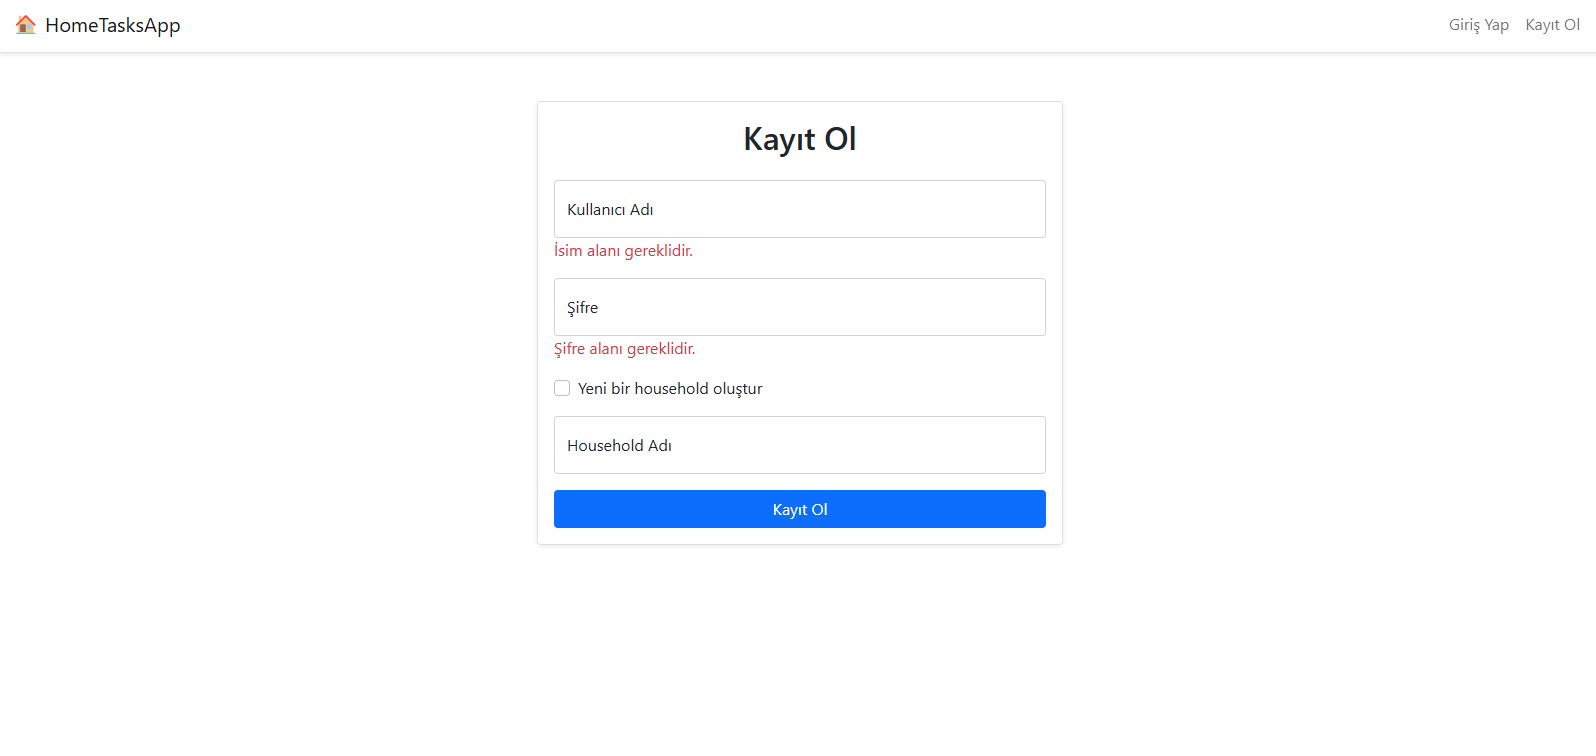 HomeTasksApp
Giriş Yap
Kayıt Ol
Kayıt Ol
Kullanıcı Adı
İsim alanı gereklidir.
Şifre
Şifre alanı gereklidir.
Yeni bir household oluştur
Household Adı
Kayıt Ol